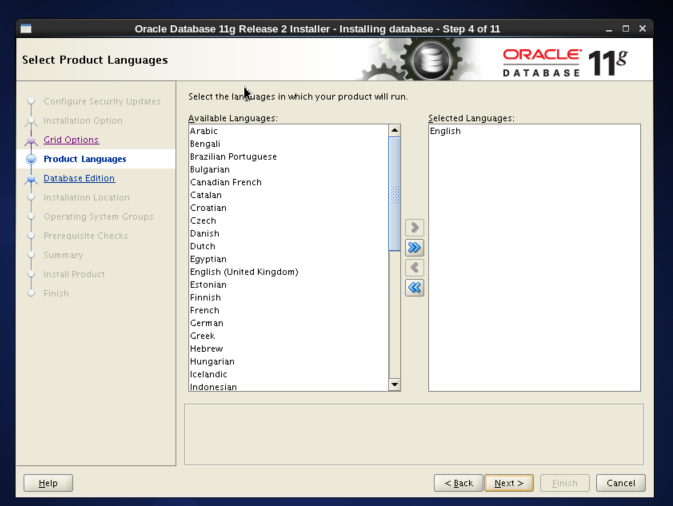 Oracle Database 11g Release 2 Installer - Installing database - Step 4 of 11
Select Product Languages
ORACLE
DATABASE
11g
Configure Security Updates
Installation Option
Grid Options
Product Languages
Database Edition
Installation Location
Operating System Groups
Prerequisite Checks
Summary
Install Product
Finish
Select the languages in which your product will run.
Available Languages:
Arabic
Bengali
Brazilian Portuguese
Bulgarian
Canadian French
Catalan
Croatian
Czech
Danish
Dutch
Egyptian
English (United Kingdom)
Estonian
Finnish
French
German
Greek
Hebrew
Hungarian
Icelandic
Indonesian
Selected Languages:
English
Help
< Back
Next >
Finish
Cancel